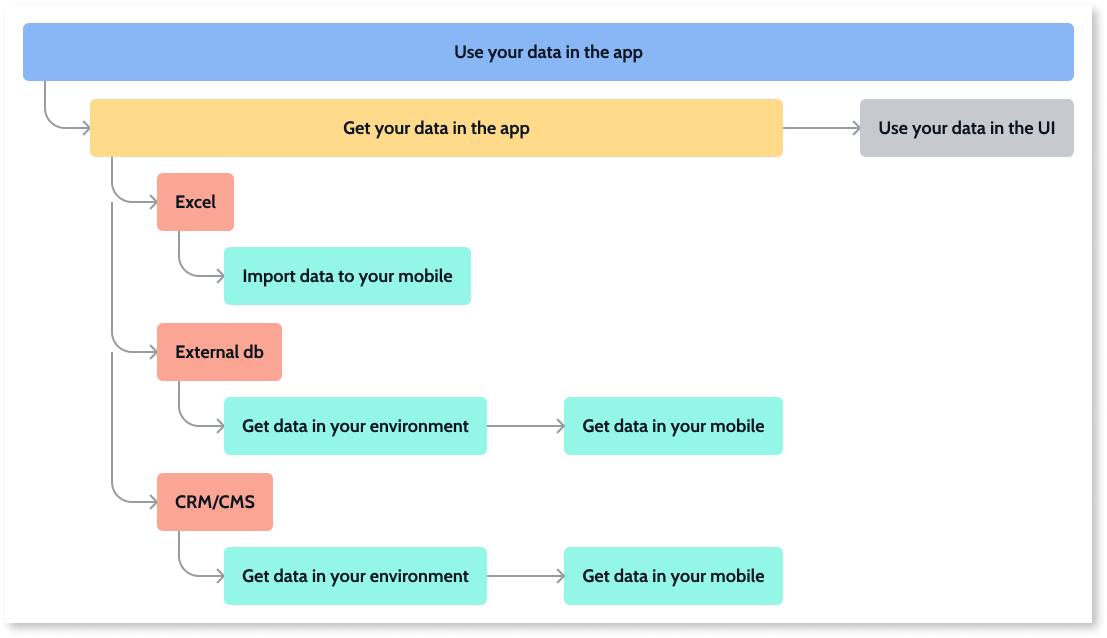 Use your data in the app
Get your data in the app
Use your data in the UI
Excel
Import data to your mobile
External db
Get data in your environment
Get data in your mobile
CRM/CMS
Get data in your environment
Get data in your mobile